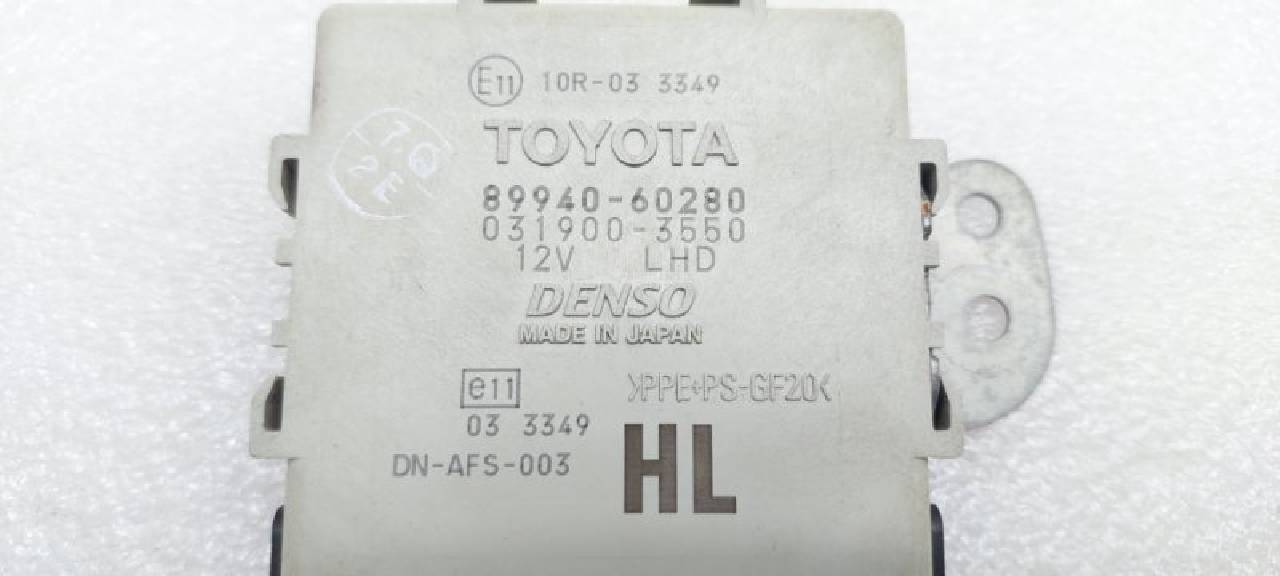 E11 10R-03 3349
TOYOTA
89940-60280
031900-3550
12V LHD
DENSO
MADE IN JAPAN
e11 >PPE+PS-GF20<
03 3349
DN-AFS-003
HL